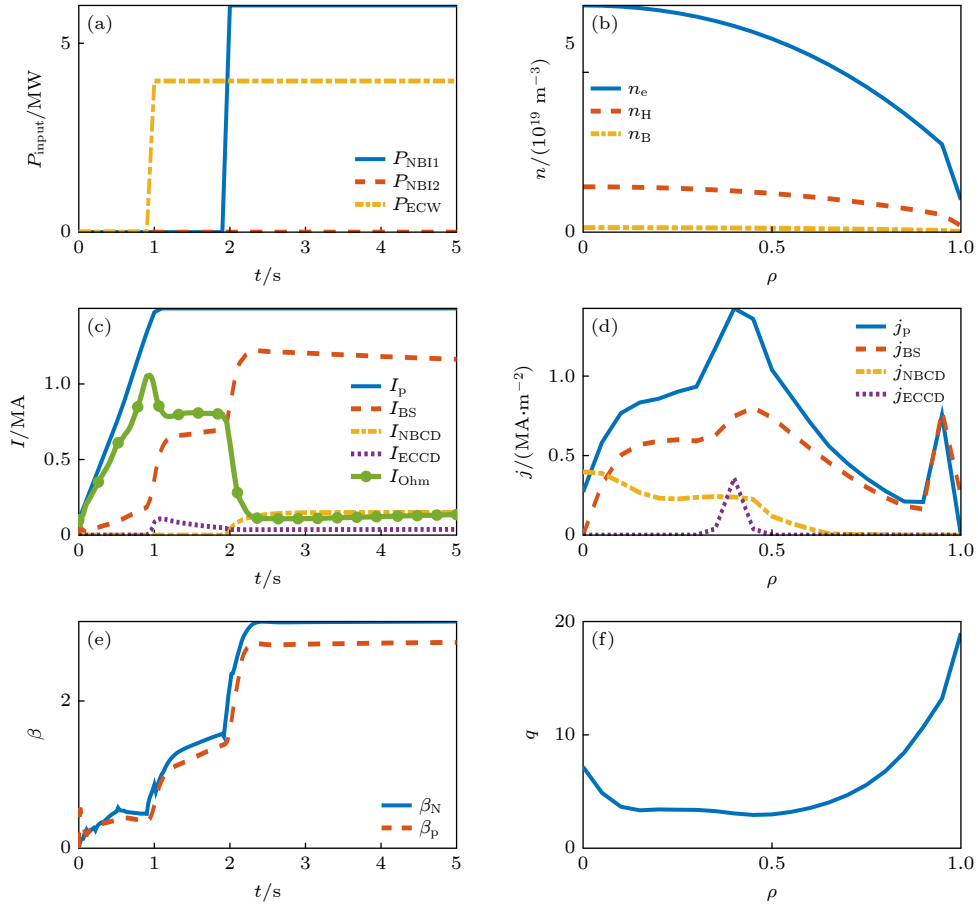 (a)
6
0
P_input/MW
P_NBI1
P_NBI2
P_ECW
0 1 2 3 4 5
t/s
(b)
6
0
n/(10^19 m^-3)
n_e
n_H
n_B
0 0.5 1.0
ρ
(c)
1.0
0.5
0
I/MA
I_p
I_BS
I_NBCD
I_ECCD
I_Ohm
0 1 2 3 4 5
t/s
(d)
1.0
0.5
0
j/(MA·m^-2)
j_p
j_BS
j_NBCD
j_ECCD
0 0.5 1.0
ρ
(e)
2
0
β
β_N
β_p
0 1 2 3 4 5
t/s
(f)
20
10
0
q
0 0.5 1.0
ρ